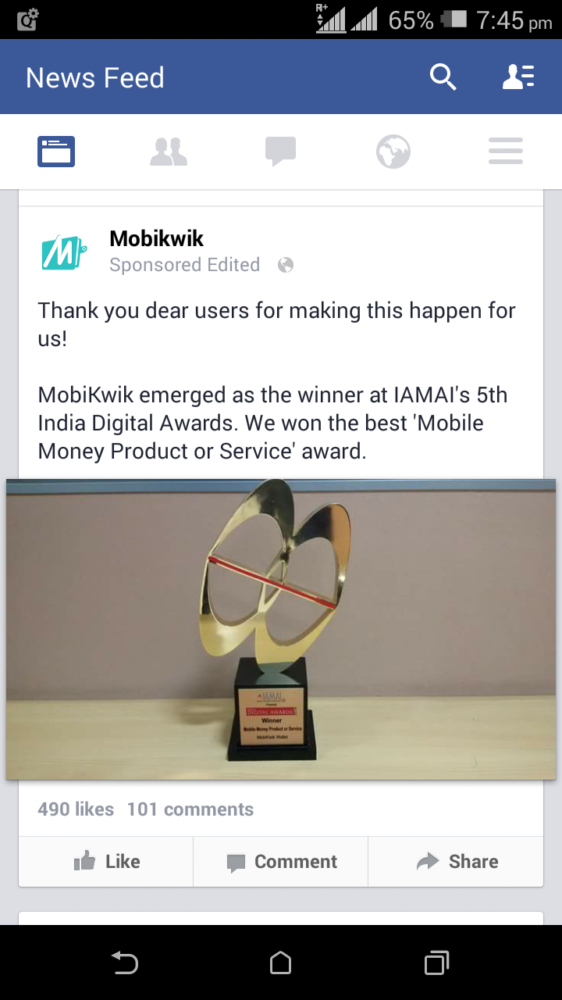 R+ 65% 7:45 pm
News Feed
Mobikwik
Sponsored Edited
Thank you dear users for making this happen for
us!
MobiKwik emerged as the winner at IAMAI's 5th
India Digital Awards. We won the best 'Mobile
Money Product or Service' award.
IAMAI
Presents
DIGITAL AWARDS
Winner
Mobile Money Product or Service
MobiKwik Wallet
490 likes 101 comments
Like Comment Share